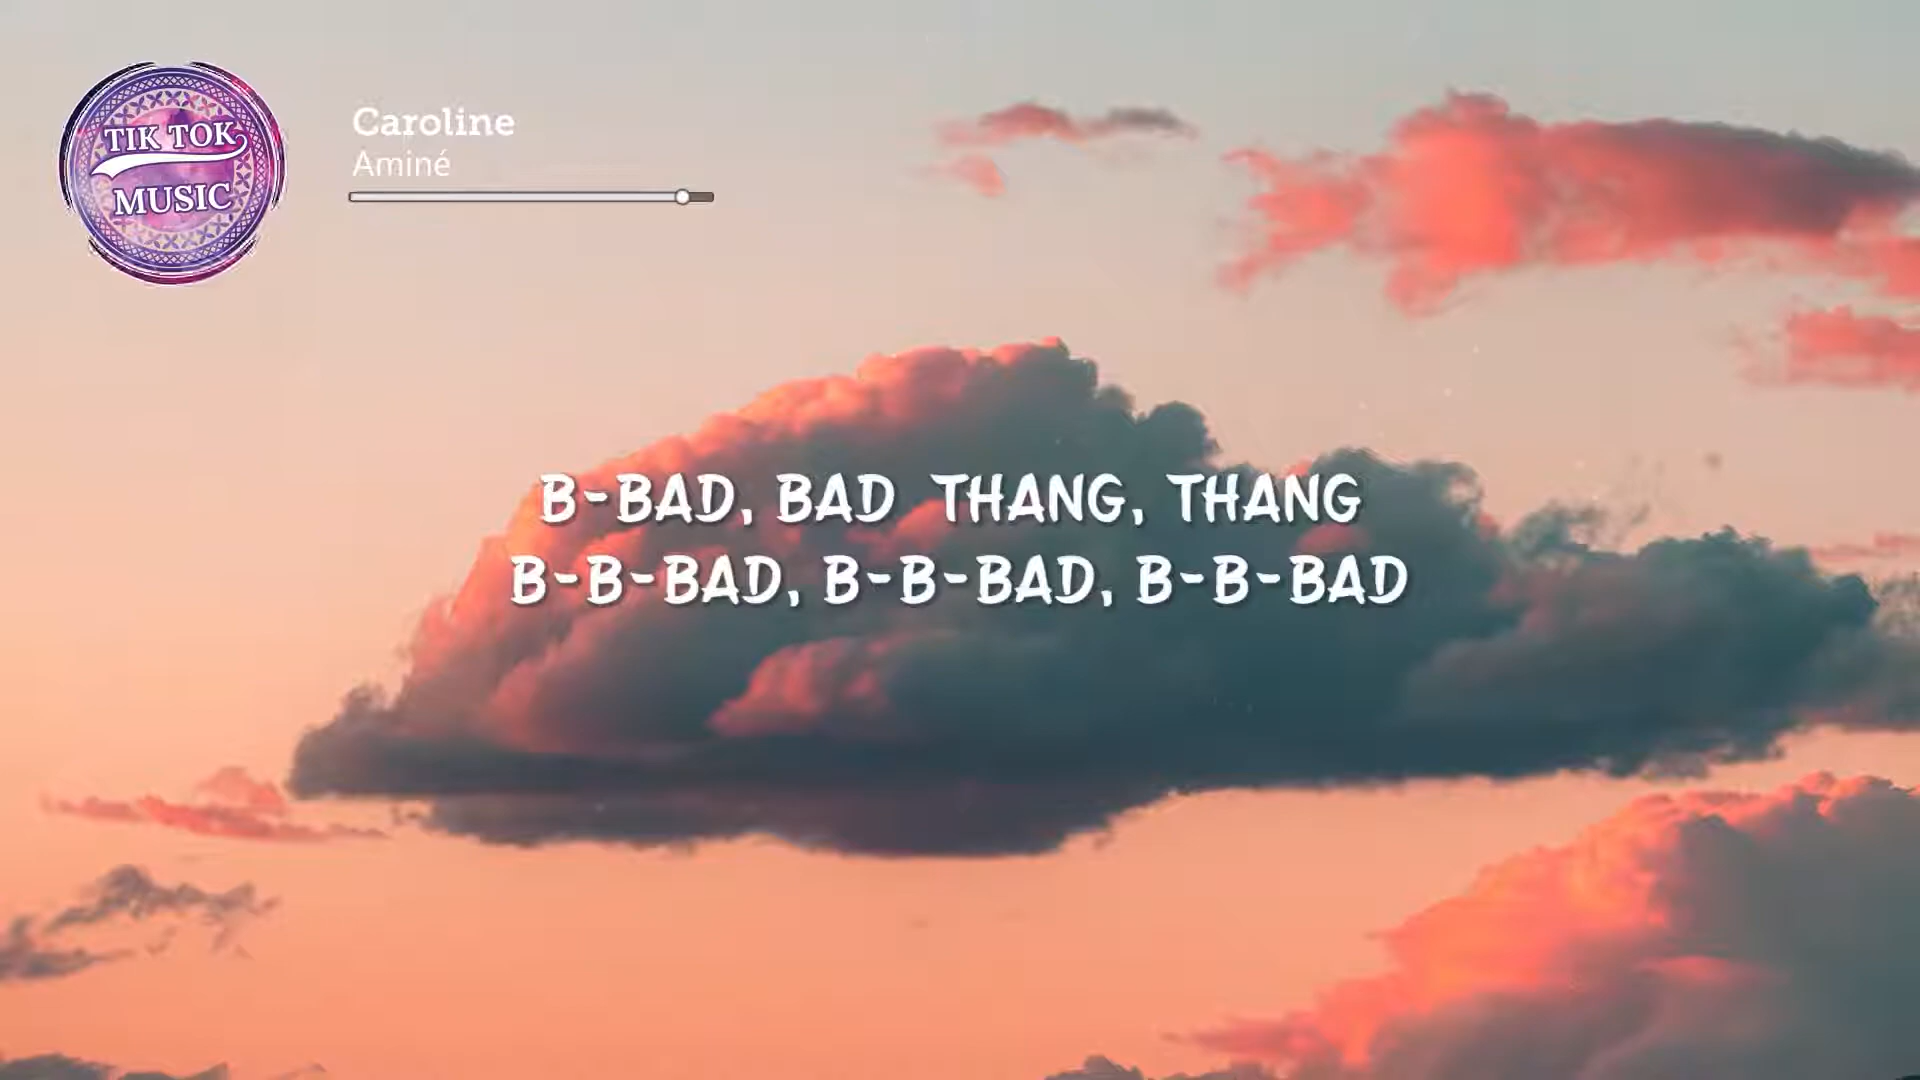 TIK TOK
MUSIC
Caroline
Aminé
B-BAD, BAD THANG, THANG
B-B-BAD, B-B-BAD, B-B-BAD